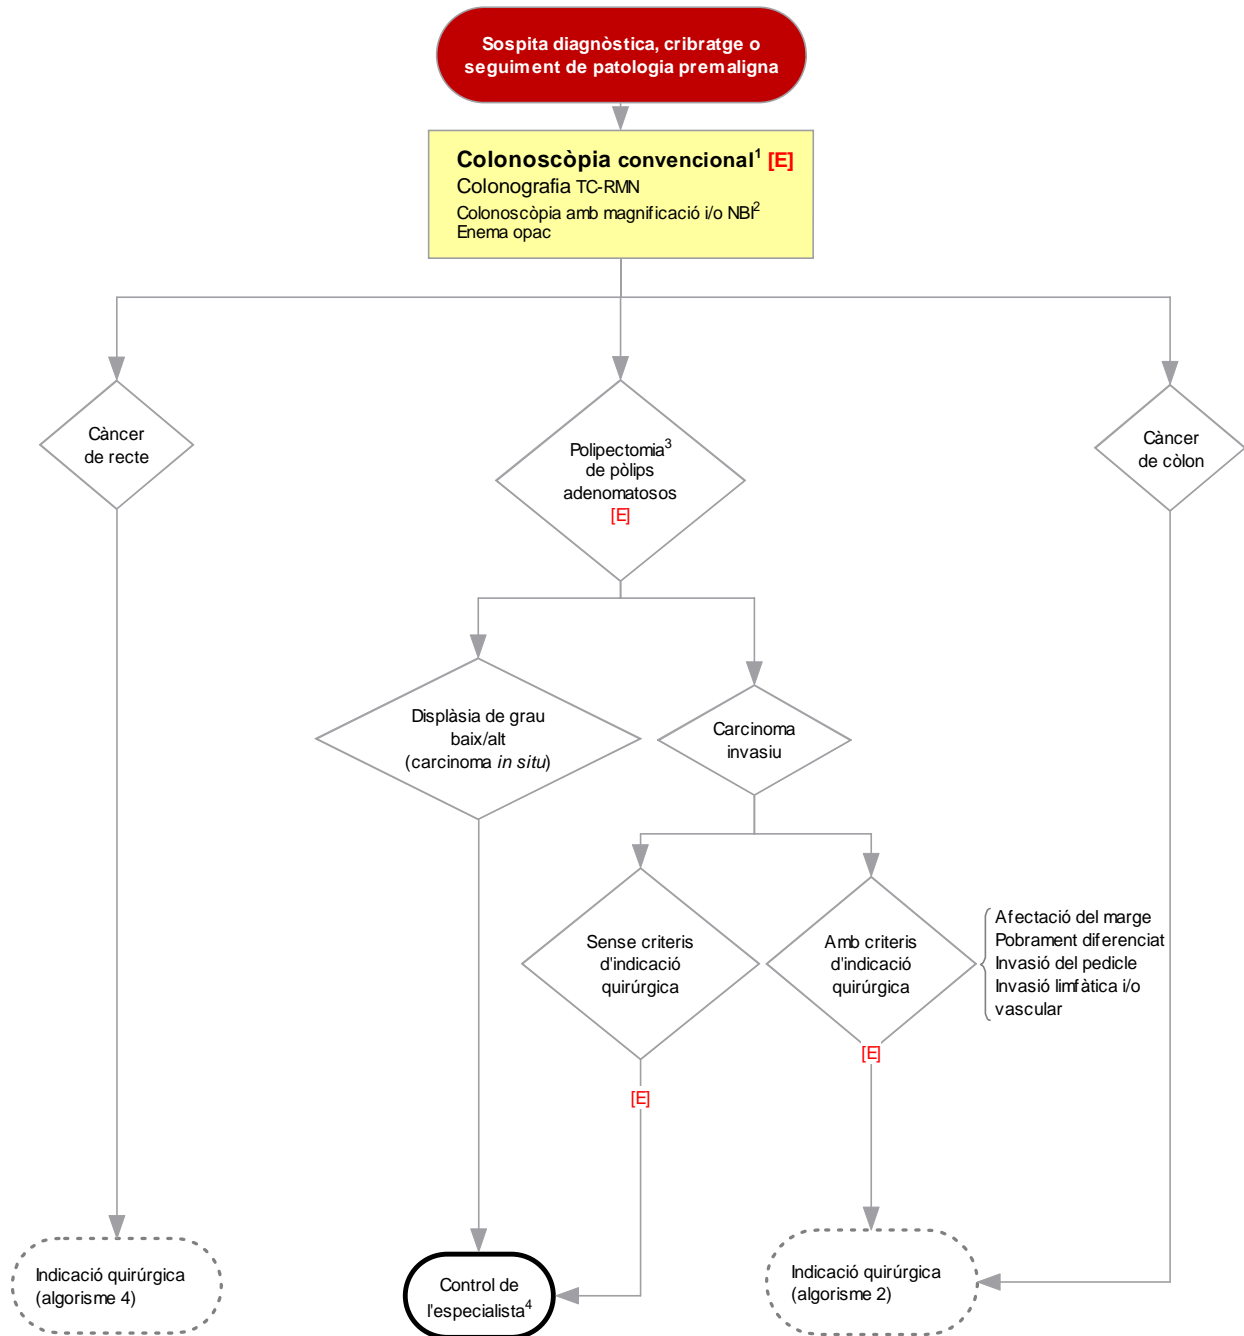 Sospita diagnòstica, cribratge o
seguiment de patologia premaligna
Colonoscòpia convencional¹ [E]
Colonografia TC-RMN
Colonoscòpia amb magnificació i/o NBI²
Enema opac
Càncer
de recte
Polipectomia³
de pòlips
adenomatosos
[E]
Càncer
de còlon
Displàsia de grau
baix/alt
(carcinoma in situ)
Carcinoma
invasiu
Sense criteris
d'indicació
quirúrgica
[E]
Amb criteris
d'indicació
quirúrgica
[E]
Afectació del marge
Pobrament diferenciat
Invasió del pedicle
Invasió limfàtica i/o
vascular
Indicació quirúrgica
(algorisme 4)
Control de
l'especialista⁴
Indicació quirúrgica
(algorisme 2)